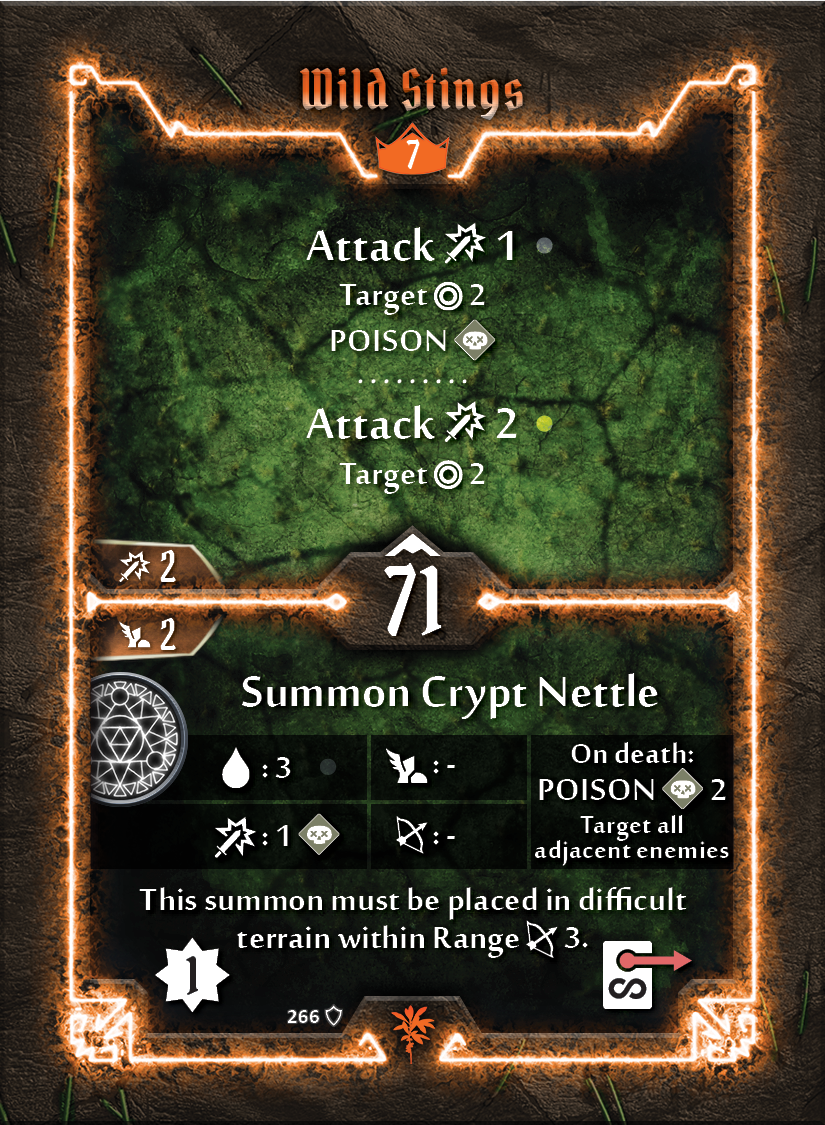 Wild Stings
7
Attack 1
Target 2
POISON
Attack 2
Target 2
2
71
2
Summon Crypt Nettle
: 3
: -
On death:
POISON 2
Target all
adjacent enemies
: 1
: -
This summon must be placed in difficult
terrain within Range 3.
1
266